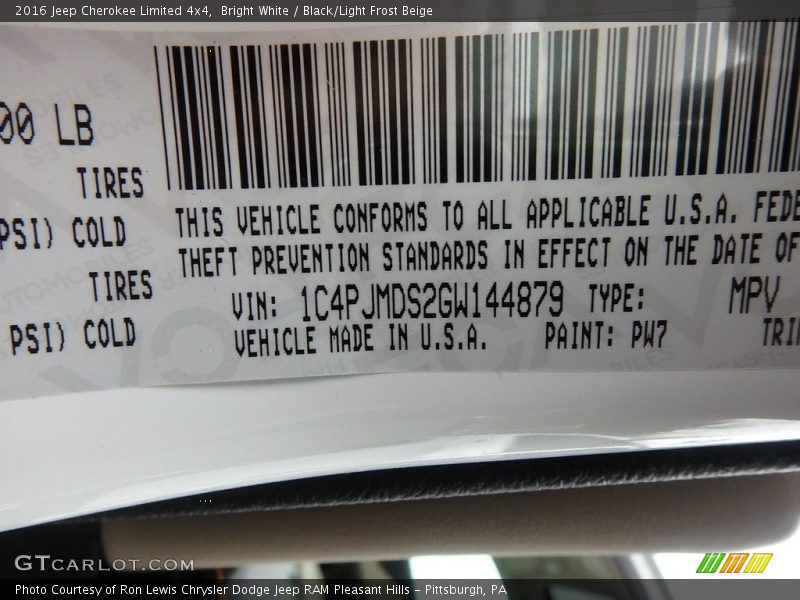 2016 Jeep Cherokee Limited 4x4, Bright White / Black/Light Frost Beige
00 LB
TIRES
PSI) COLD
TIRES
PSI) COLD
THIS VEHICLE CONFORMS TO ALL APPLICABLE U.S.A. FEDE
THEFT PREVENTION STANDARDS IN EFFECT ON THE DATE OF
VIN: 1C4PJMDS2GW144879 TYPE: MPV
VEHICLE MADE IN U.S.A. PAINT: PW7 TRI
GTCARLOT.COM
Photo Courtesy of Ron Lewis Chrysler Dodge Jeep RAM Pleasant Hills - Pittsburgh, PA